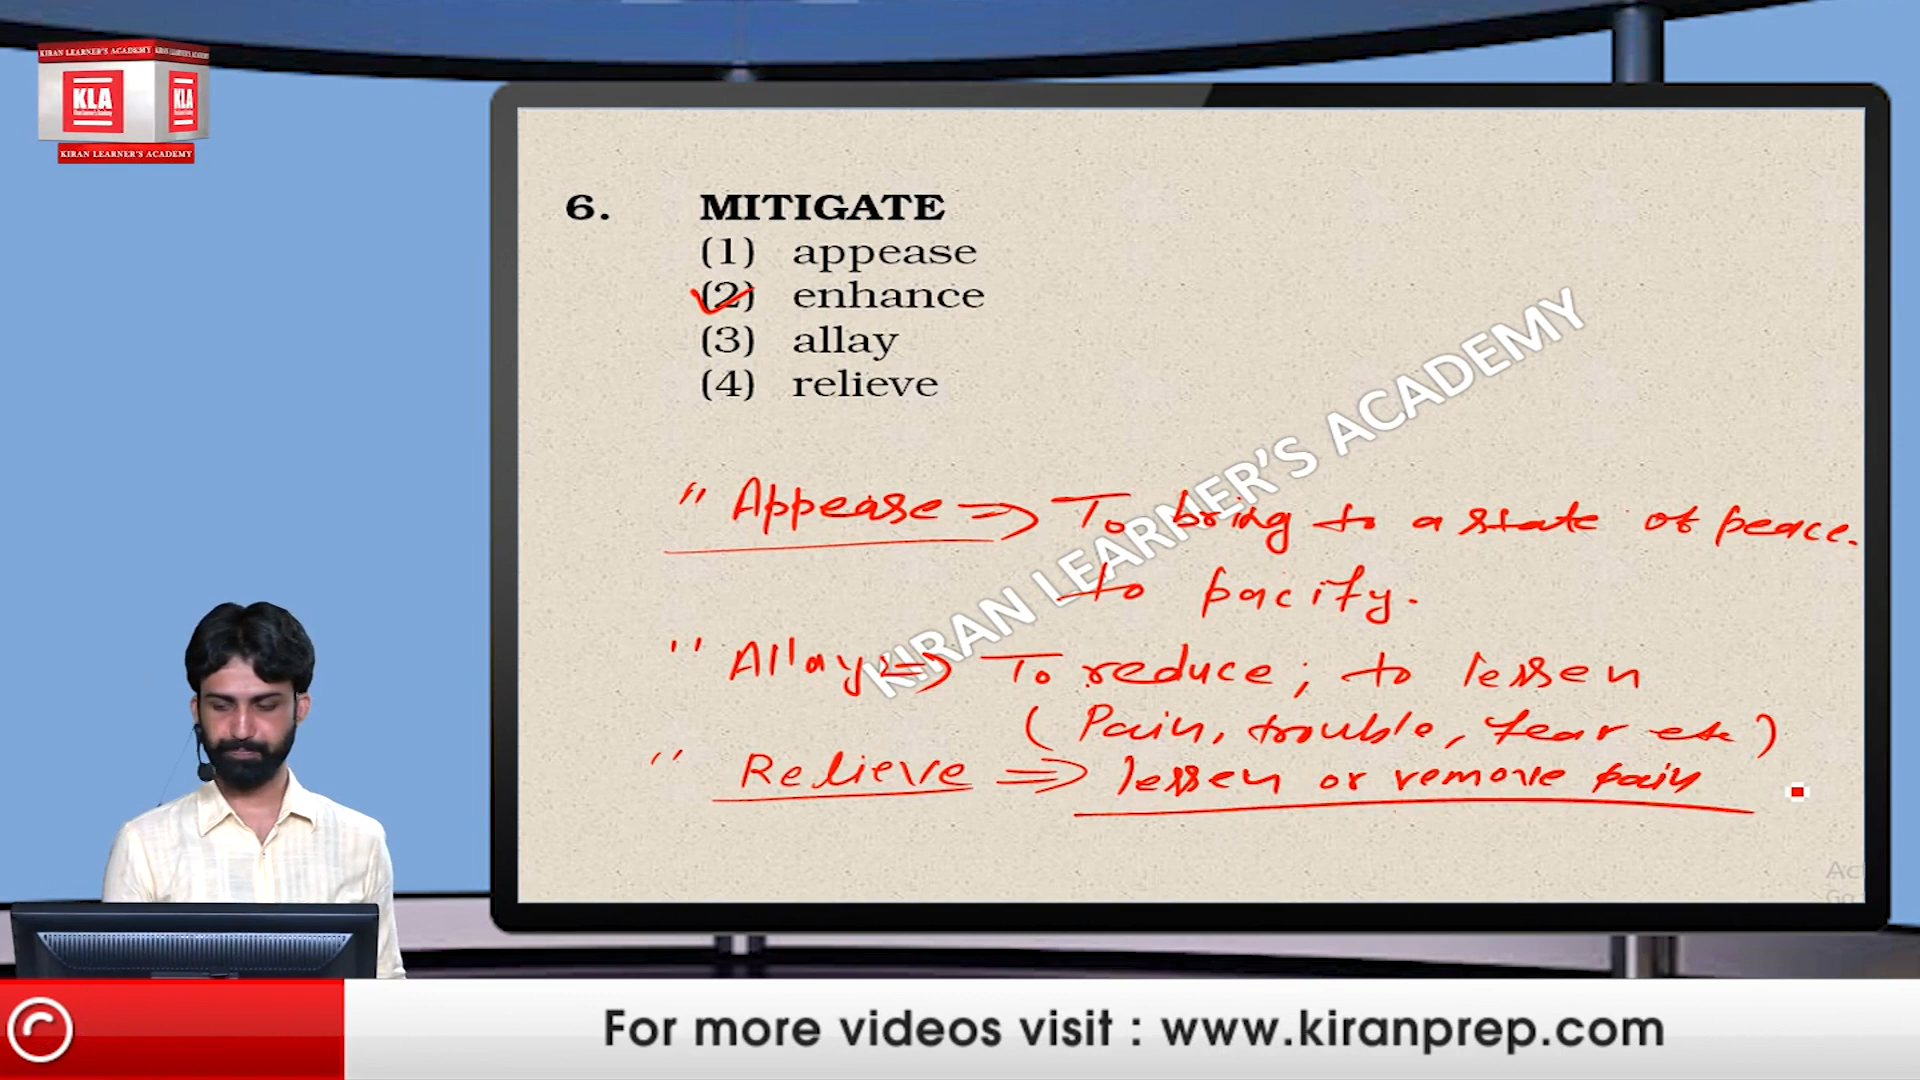 KIRAN LEARNER'S ACADEMY
KLA
KLA
KIRAN LEARNER'S ACADEMY
6. MITIGATE
(1) appease
(2) enhance
(3) allay
(4) relieve
KIRAN LEARNER'S ACADEMY
" Appease => To bring to a state of peace.
to pacify.
" Allay => To reduce; to lessen
(Pain, trouble, fear etc)
" Relieve => lessen or remove pain
For more videos visit : www.kiranprep.com